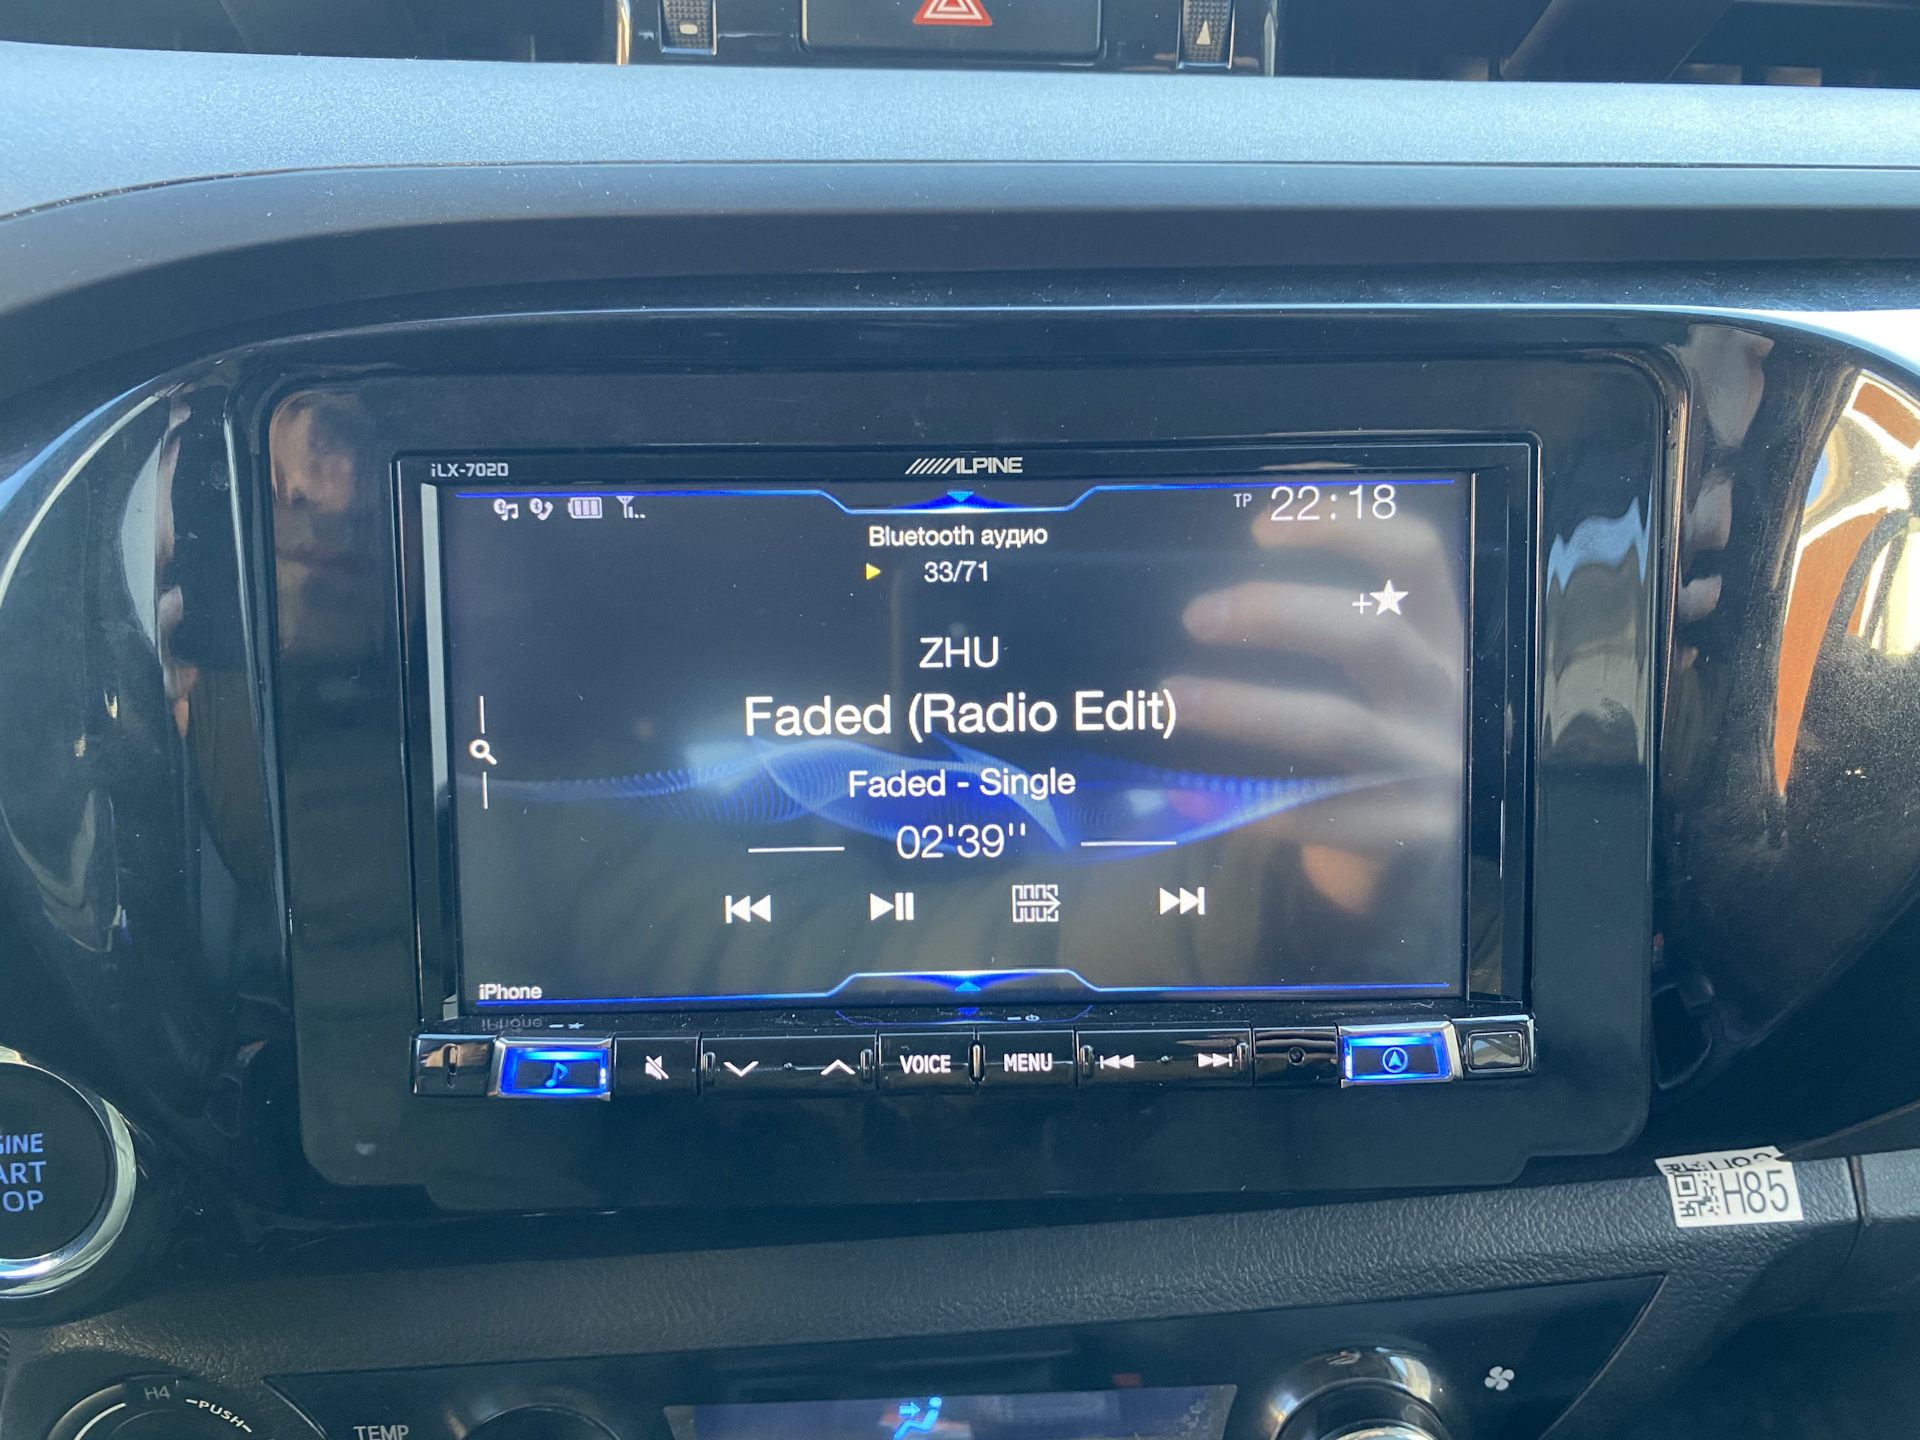 iLX-702D
ALPINE
TP 22:18
Bluetooth аудио
33/71
+
ZHU
Faded (Radio Edit)
Faded - Single
02'39''
iPhone
VOICE
MENU
H85
H4
PUSH
TEMP